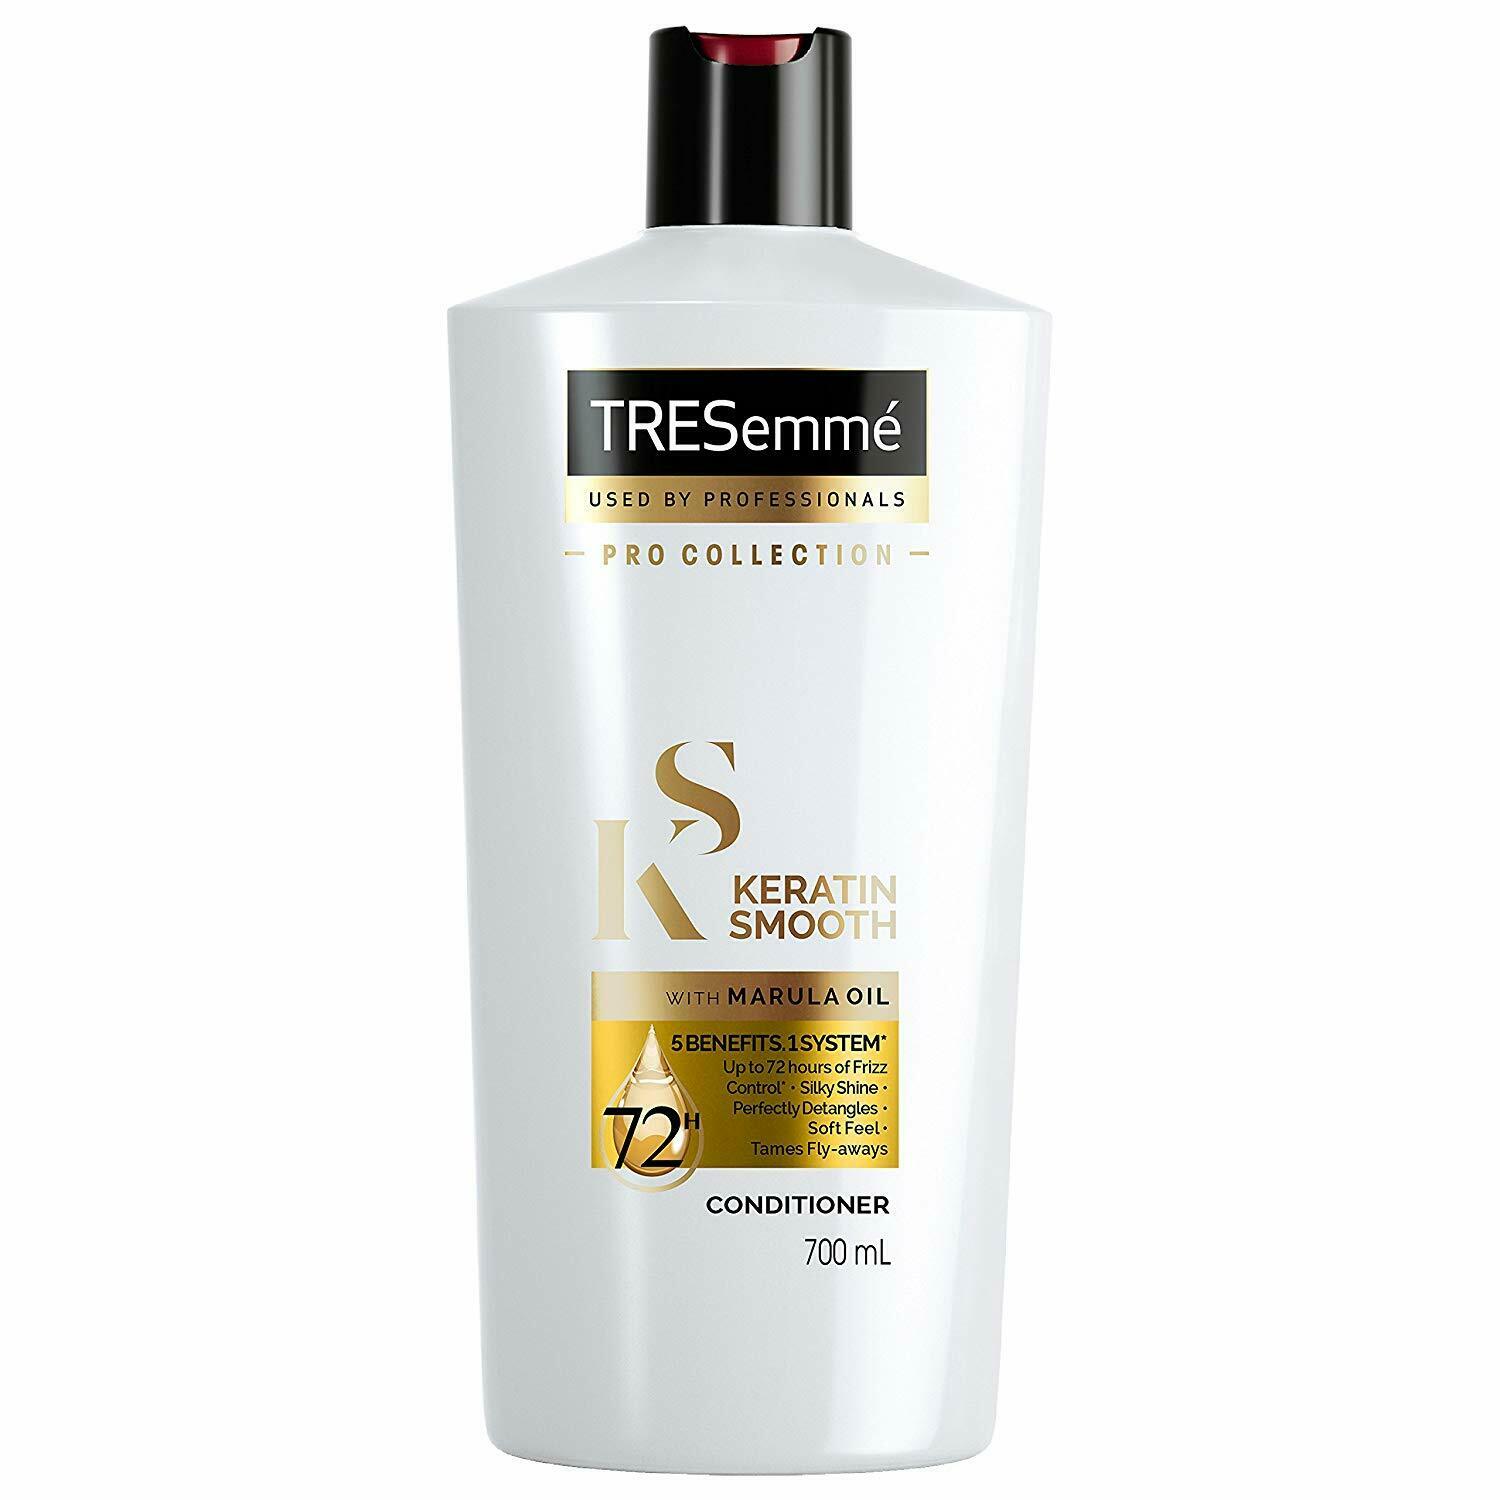 TRESemmé
USED BY PROFESSIONALS
PRO COLLECTION
KS
KERATIN
SMOOTH
WITH MARULA OIL
5 BENEFITS. 1 SYSTEM*
Up to 72 hours of Frizz
Control* • Silky Shine •
Perfectly Detangles •
Soft Feel •
Tames Fly-aways
72H
CONDITIONER
700 mL